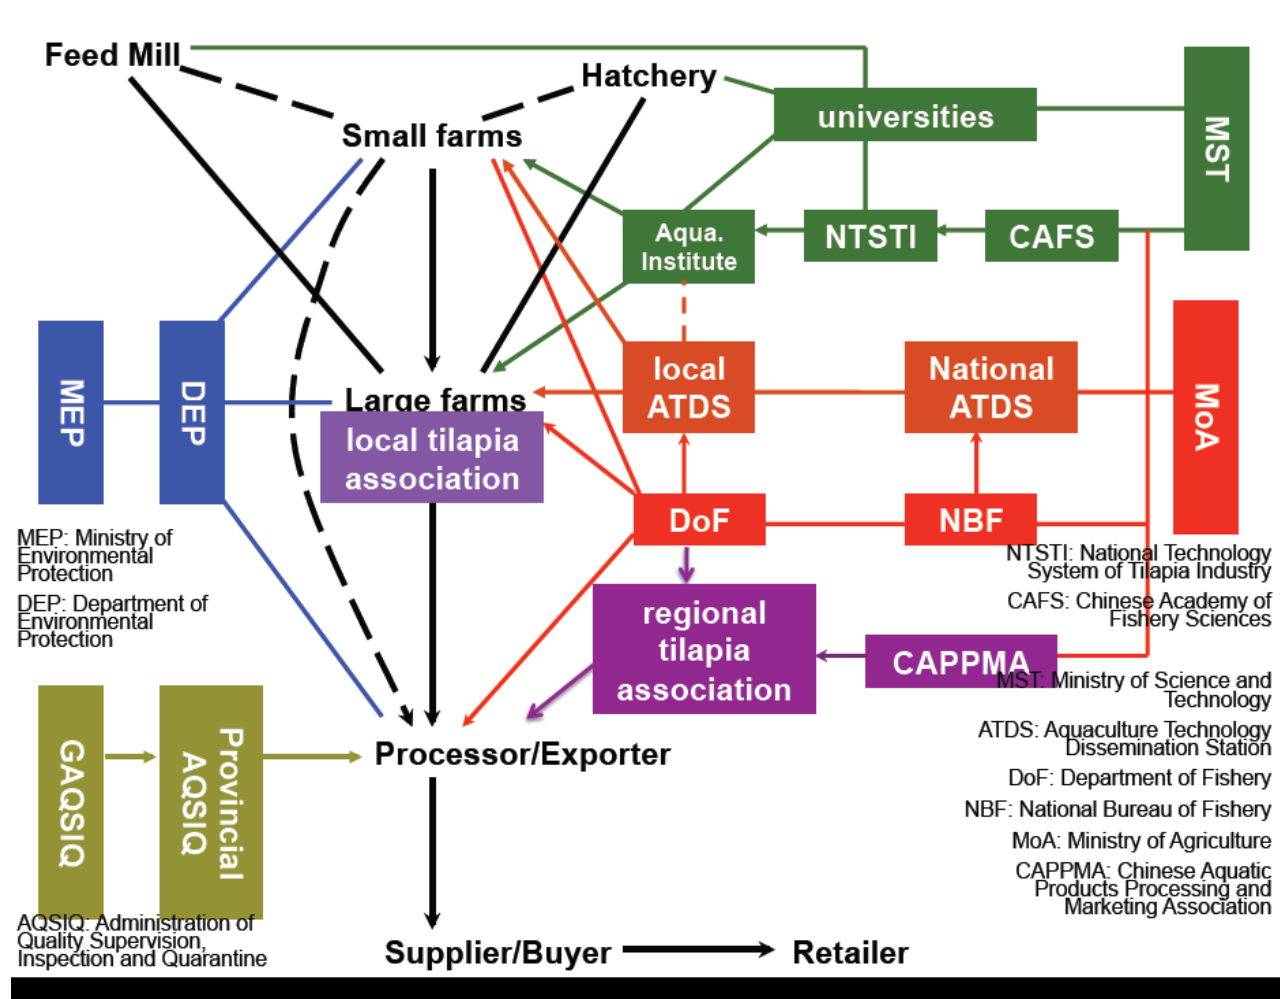 Feed Mill
Hatchery
Small farms
universities
MST
Aqua.
Institute
NTSTI
CAFS
MEP
DEP
Large farms
local tilapia
association
local
ATDS
National
ATDS
MoA
DoF
NBF
MEP: Ministry of
Environmental
Protection
DEP: Department of
Environmental
Protection
regional
tilapia
association
CAPPMA
NTSTI: National Technology
System of Tilapia Industry
CAFS: Chinese Academy of
Fishery Sciences
MST: Ministry of Science and
Technology
ATDS: Aquaculture Technology
Dissemination Station
DoF: Department of Fishery
NBF: National Bureau of Fishery
MoA: Ministry of Agriculture
CAPPMA: Chinese Aquatic
Products Processing and
Marketing Association
GAQSIQ
Provincial
AQSIQ
Processor/Exporter
AQSIQ: Administration of
Quality Supervision,
Inspection and Quarantine
Supplier/Buyer
Retailer